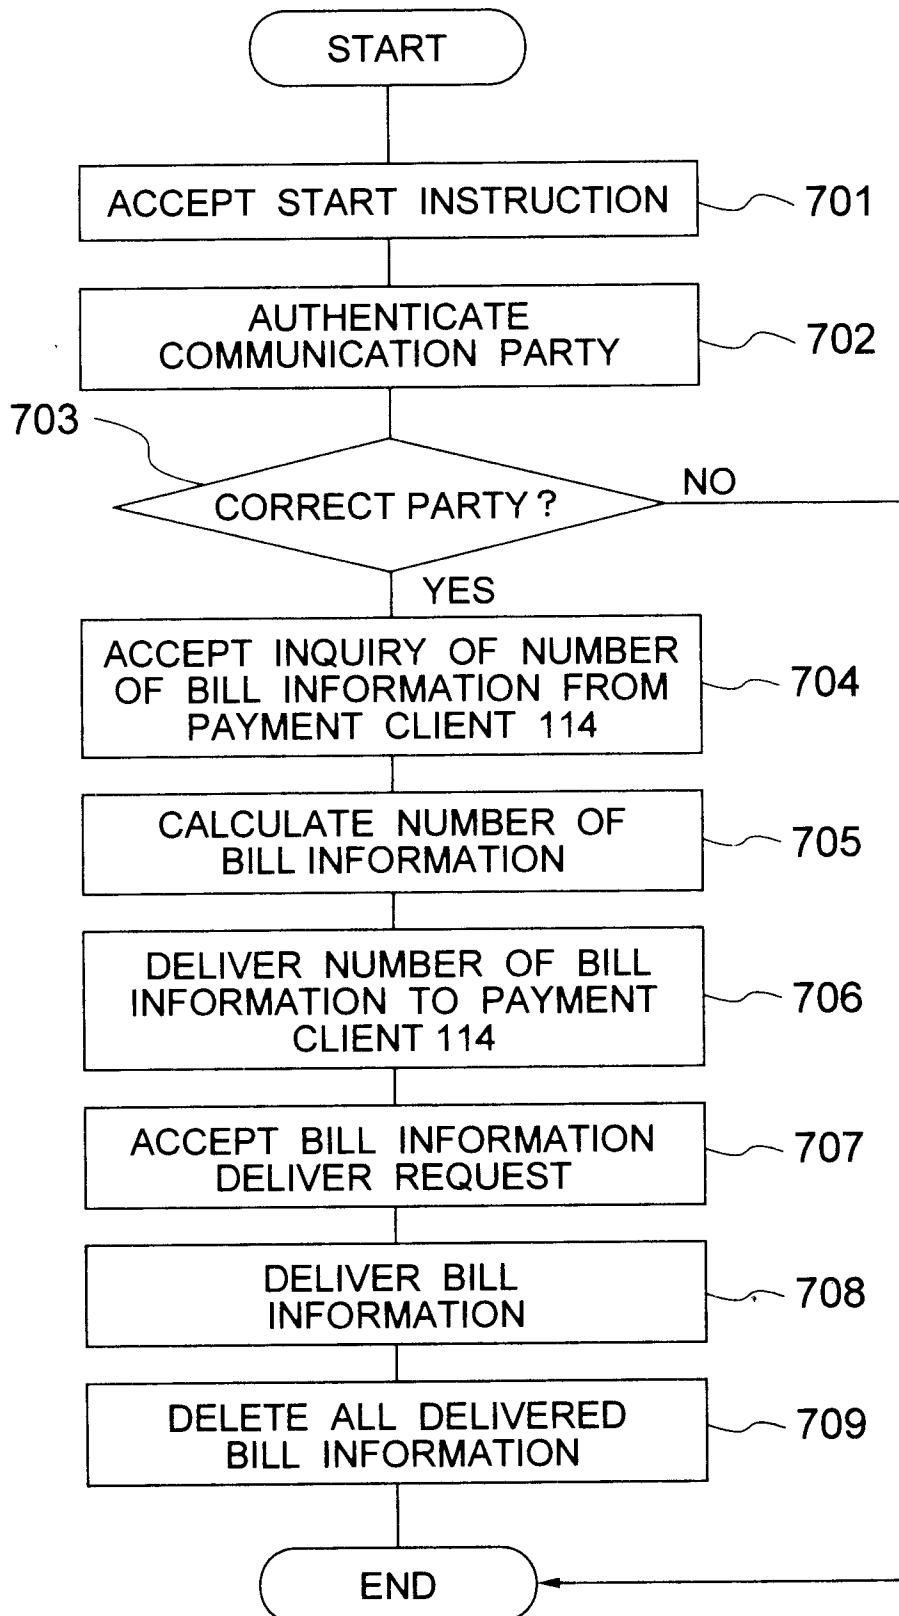 START
ACCEPT START INSTRUCTION
701
AUTHENTICATE
COMMUNICATION PARTY
702
703
CORRECT PARTY?
NO
YES
ACCEPT INQUIRY OF NUMBER
OF BILL INFORMATION FROM
PAYMENT CLIENT 114
704
CALCULATE NUMBER OF
BILL INFORMATION
705
DELIVER NUMBER OF BILL
INFORMATION TO PAYMENT
CLIENT 114
706
ACCEPT BILL INFORMATION
DELIVER REQUEST
707
DELIVER BILL
INFORMATION
708
DELETE ALL DELIVERED
BILL INFORMATION
709
END